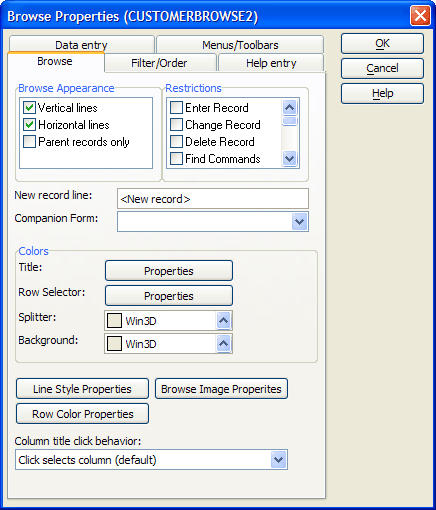 Browse Properties (CUSTOMERBROWSE2)
Data entry
Menus/Toolbars
Browse
Filter/Order
Help entry
OK
Cancel
Help
Browse Appearance
Vertical lines
Horizontal lines
Parent records only
Restrictions
Enter Record
Change Record
Delete Record
Find Commands
New record line:
<New record>
Companion Form:
Colors
Title:
Properties
Row Selector:
Properties
Splitter:
Win3D
Background:
Win3D
Line Style Properties
Browse Image Properites
Row Color Properties
Column title click behavior:
Click selects column (default)